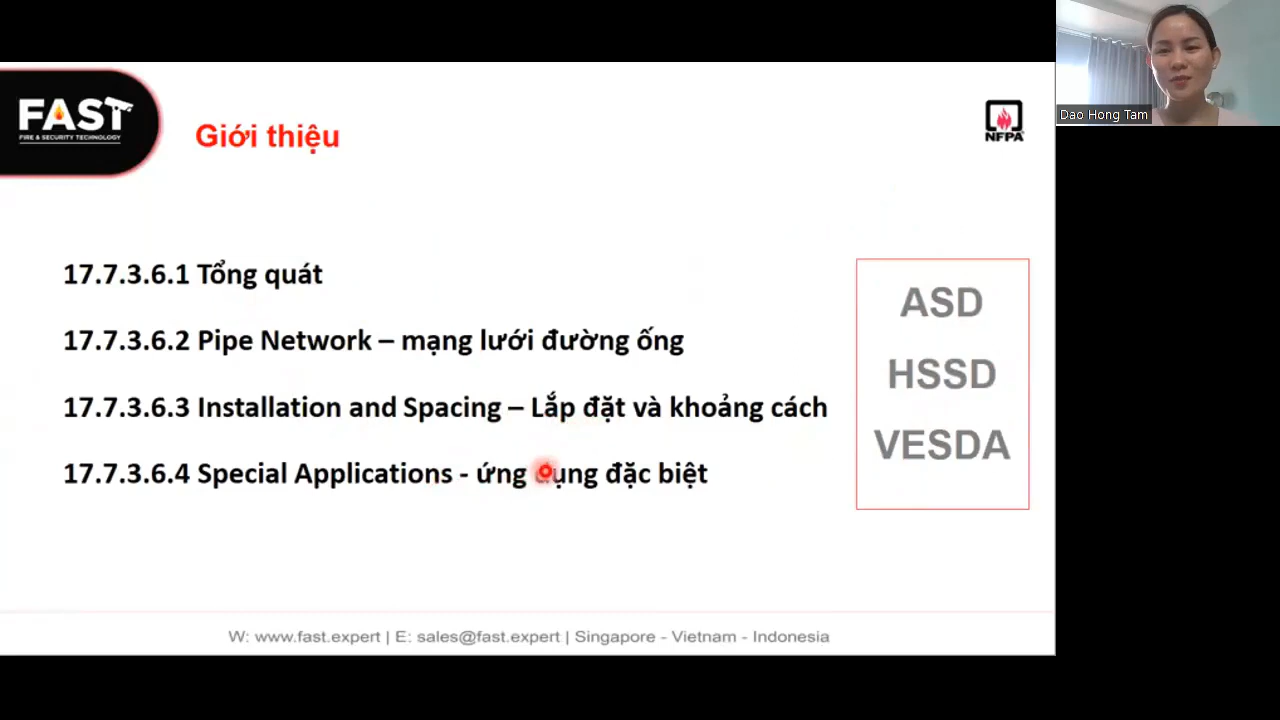 FAST
FIRE & SECURITY TECHNOLOGY
Giới thiệu
NFPA
Dao Hong Tam
17.7.3.6.1 Tổng quát
17.7.3.6.2 Pipe Network – mạng lưới đường ống
17.7.3.6.3 Installation and Spacing – Lắp đặt và khoảng cách
17.7.3.6.4 Special Applications - ứng dụng đặc biệt
ASD
HSSD
VESDA
W: www.fast.expert | E: sales@fast.expert | Singapore - Vietnam - Indonesia